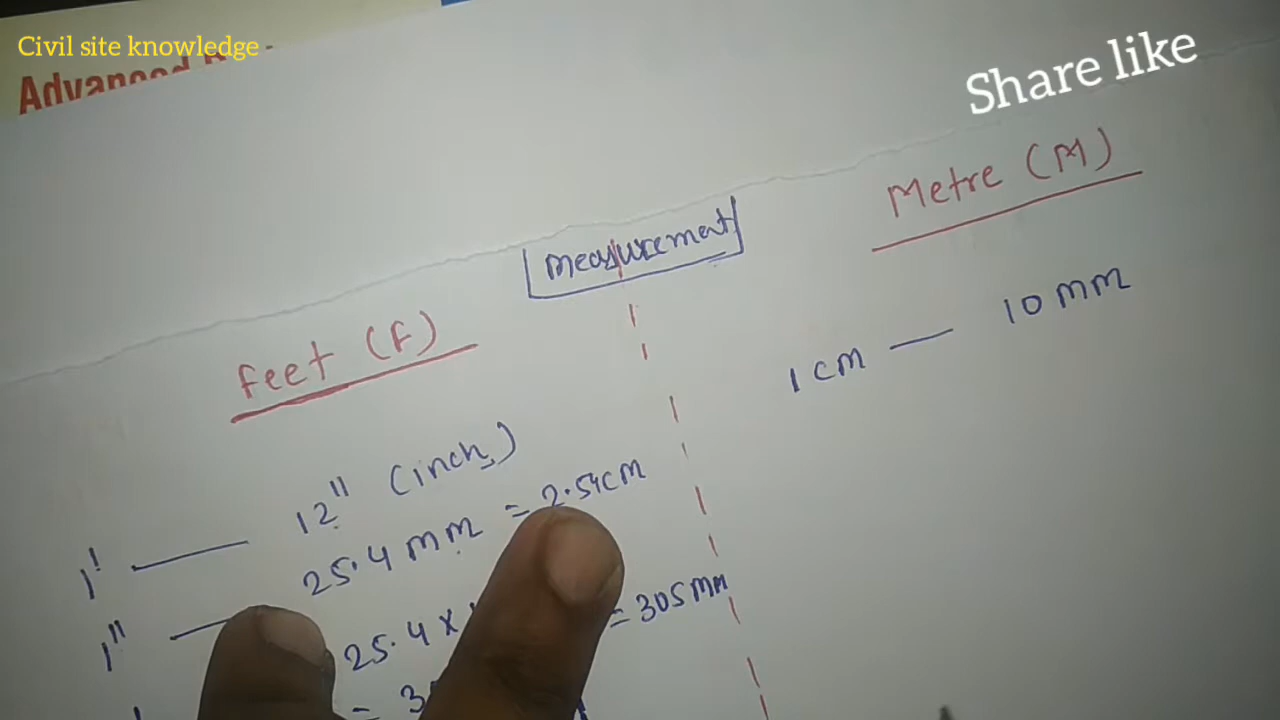 Civil site knowledge
Share like
Metre (M)
measurement
Feet (F)
1 cm — 10 mm
1' — 12" (inch)
1" — 25.4 mm = 2.54cm
25.4 x
= 305mm